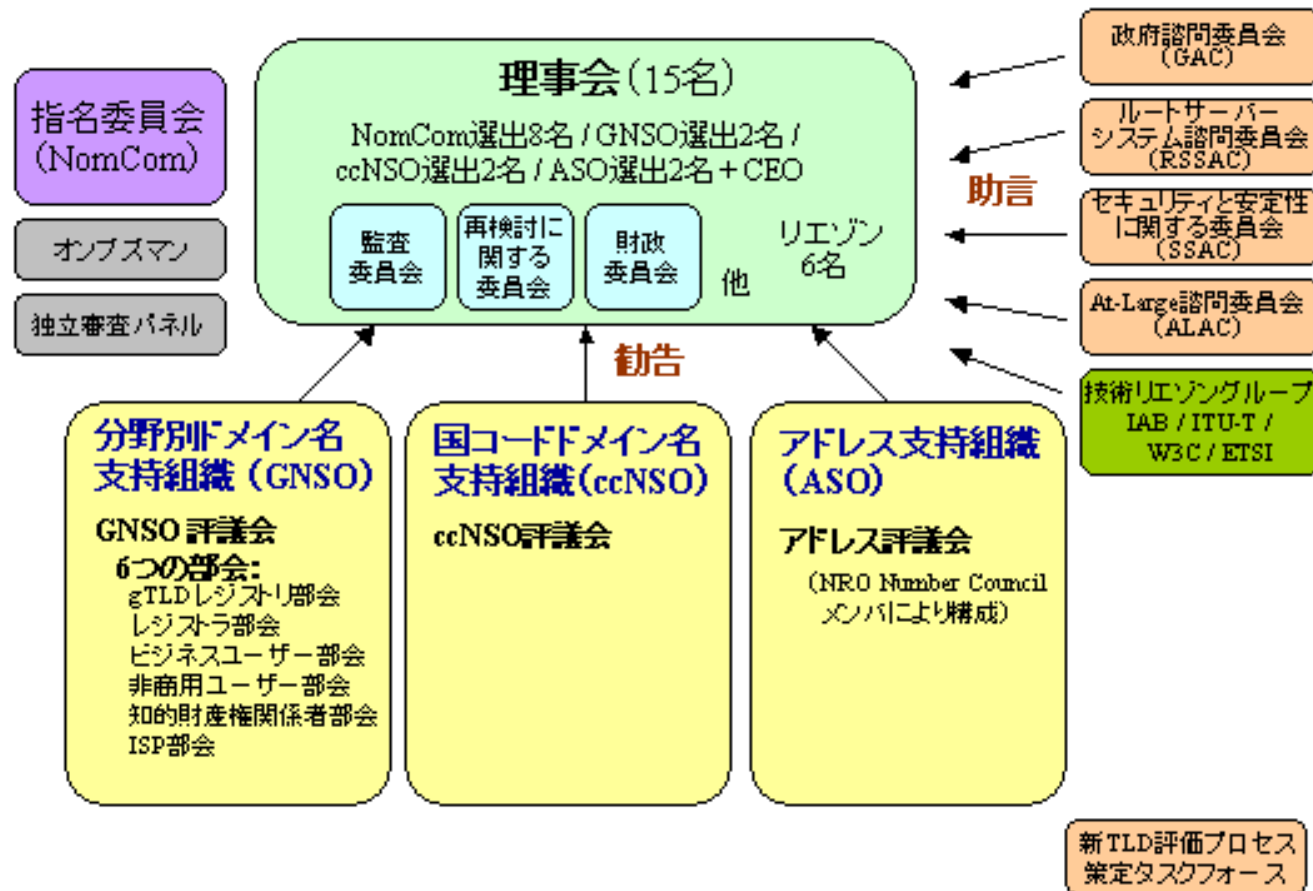 指名委員会
(NomCom)
オンブズマン
独立審査パネル
理事会(15名)
NomCom選出8名 / GNSO選出2名 /
ccNSO選出2名 / ASO選出2名+CEO
監査
委員会
再検討に
関する
委員会
財政
委員会
他
リエゾン
6名
助言
政府諮問委員会
(GAC)
ルートサーバー
システム諮問委員会
(RSSAC)
セキュリティと安定性
に関する委員会
(SSAC)
At-Large諮問委員会
(ALAC)
技術リエゾングループ
IAB / ITU-T /
W3C / ETSI
勧告
分野別ドメイン名
支持組織 (GNSO)
GNSO 評議会
6つの部会:
gTLDレジストリ部会
レジストラ部会
ビジネスユーザー部会
非商用ユーザー部会
知的財産権関係者部会
ISP部会
国コードドメイン名
支持組織(ccNSO)
ccNSO評議会
アドレス支持組織
(ASO)
アドレス評議会
(NRO Number Council
メンバにより構成)
新TLD評価プロセス
策定タスクフォース